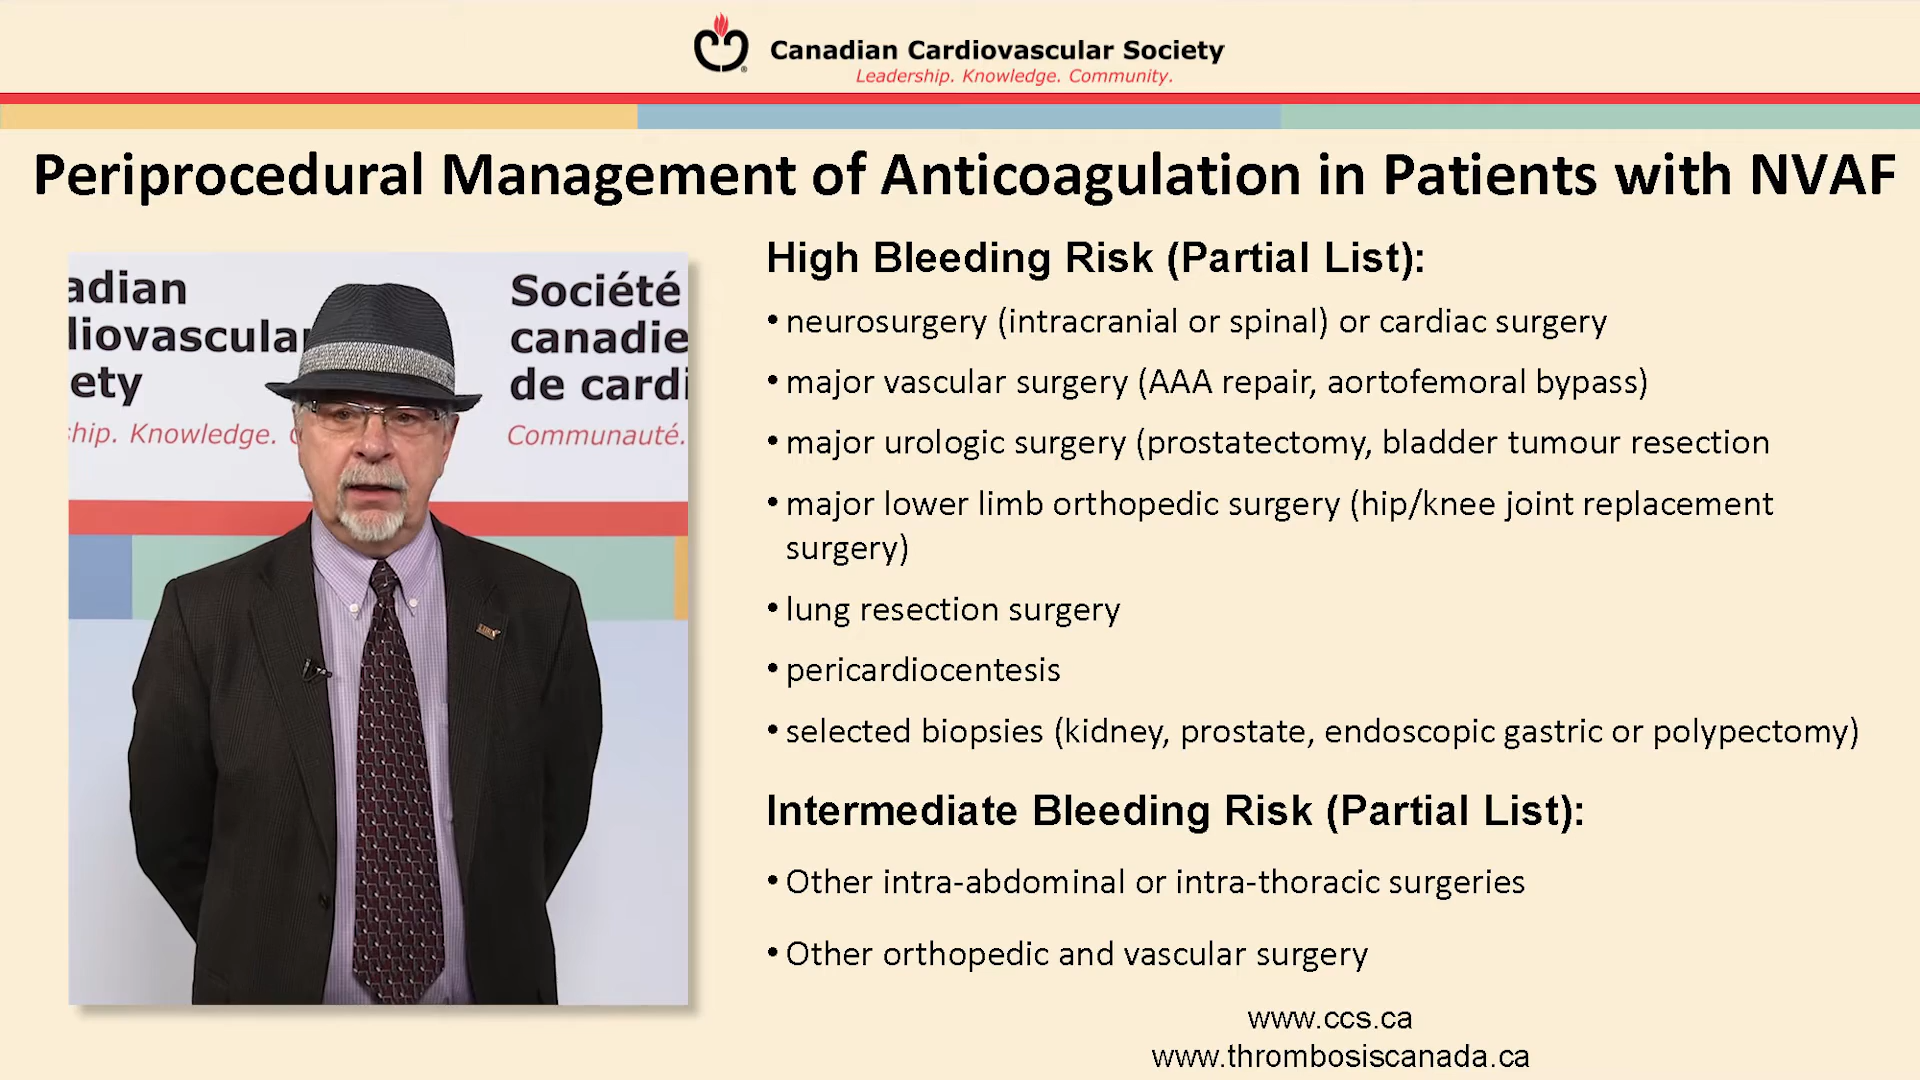 Canadian Cardiovascular Society
Leadership. Knowledge. Community.
Periprocedural Management of Anticoagulation in Patients with NVAF
adian
diovascular
ety
ship. Knowledge. C
Société
canadie
de cardi
Communauté.
High Bleeding Risk (Partial List):
• neurosurgery (intracranial or spinal) or cardiac surgery
• major vascular surgery (AAA repair, aortofemoral bypass)
• major urologic surgery (prostatectomy, bladder tumour resection
• major lower limb orthopedic surgery (hip/knee joint replacement
surgery)
• lung resection surgery
• pericardiocentesis
• selected biopsies (kidney, prostate, endoscopic gastric or polypectomy)
Intermediate Bleeding Risk (Partial List):
• Other intra-abdominal or intra-thoracic surgeries
• Other orthopedic and vascular surgery
www.ccs.ca
www.thrombosiscanada.ca